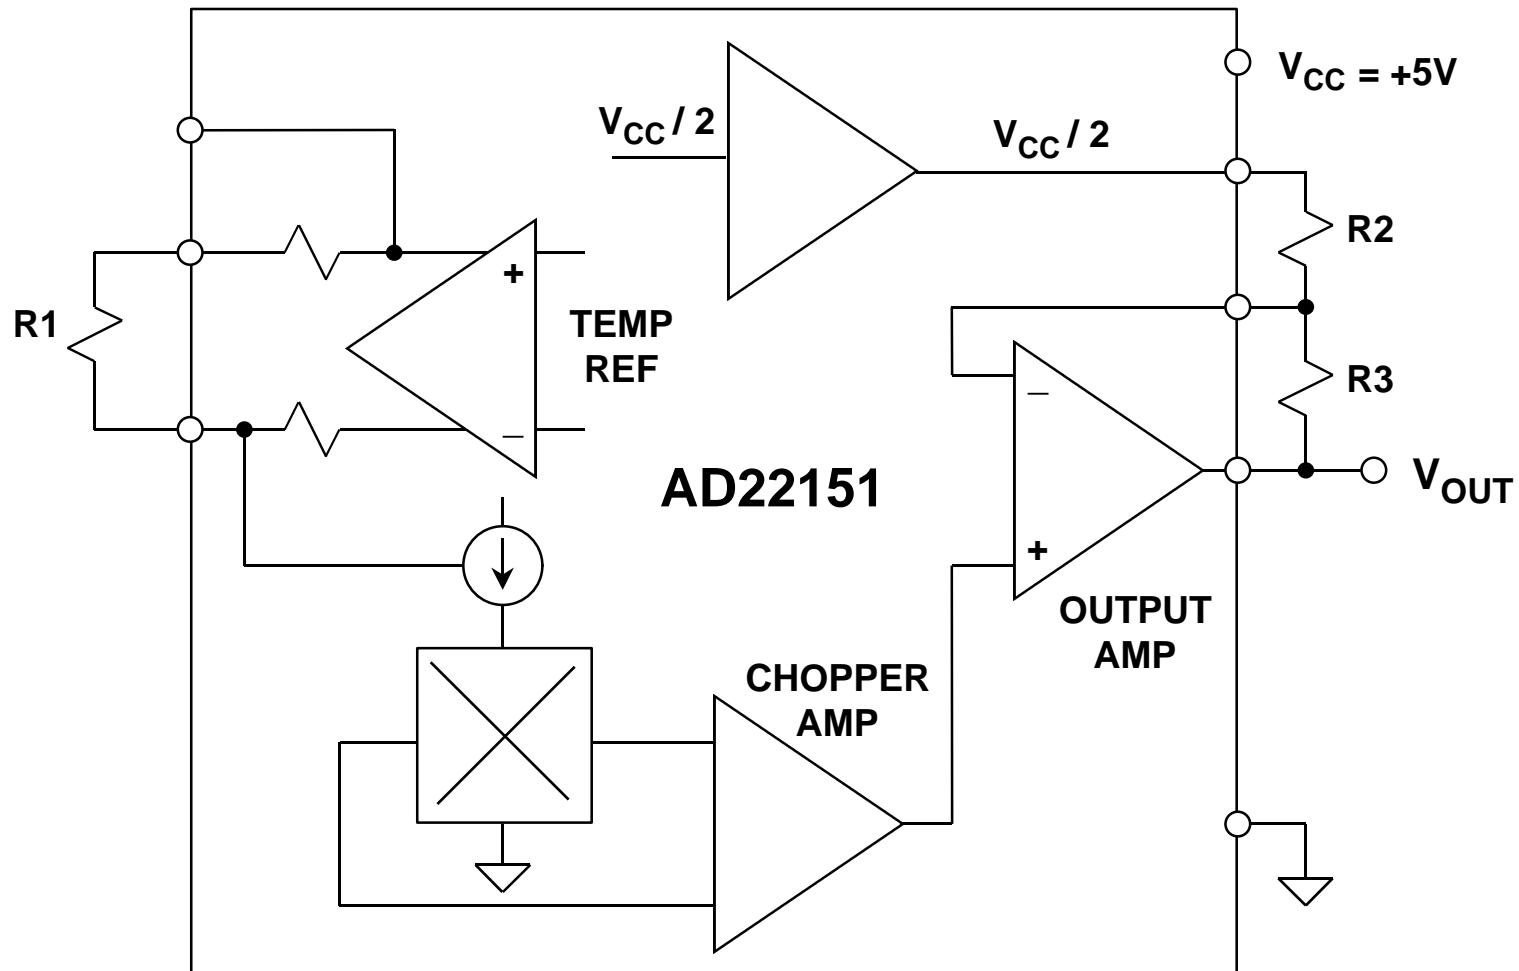 V_CC = +5V
V_CC / 2
V_CC / 2
R2
+
R1
TEMP
REF
R3
–
–
AD22151
V_OUT
+
OUTPUT
AMP
CHOPPER
AMP